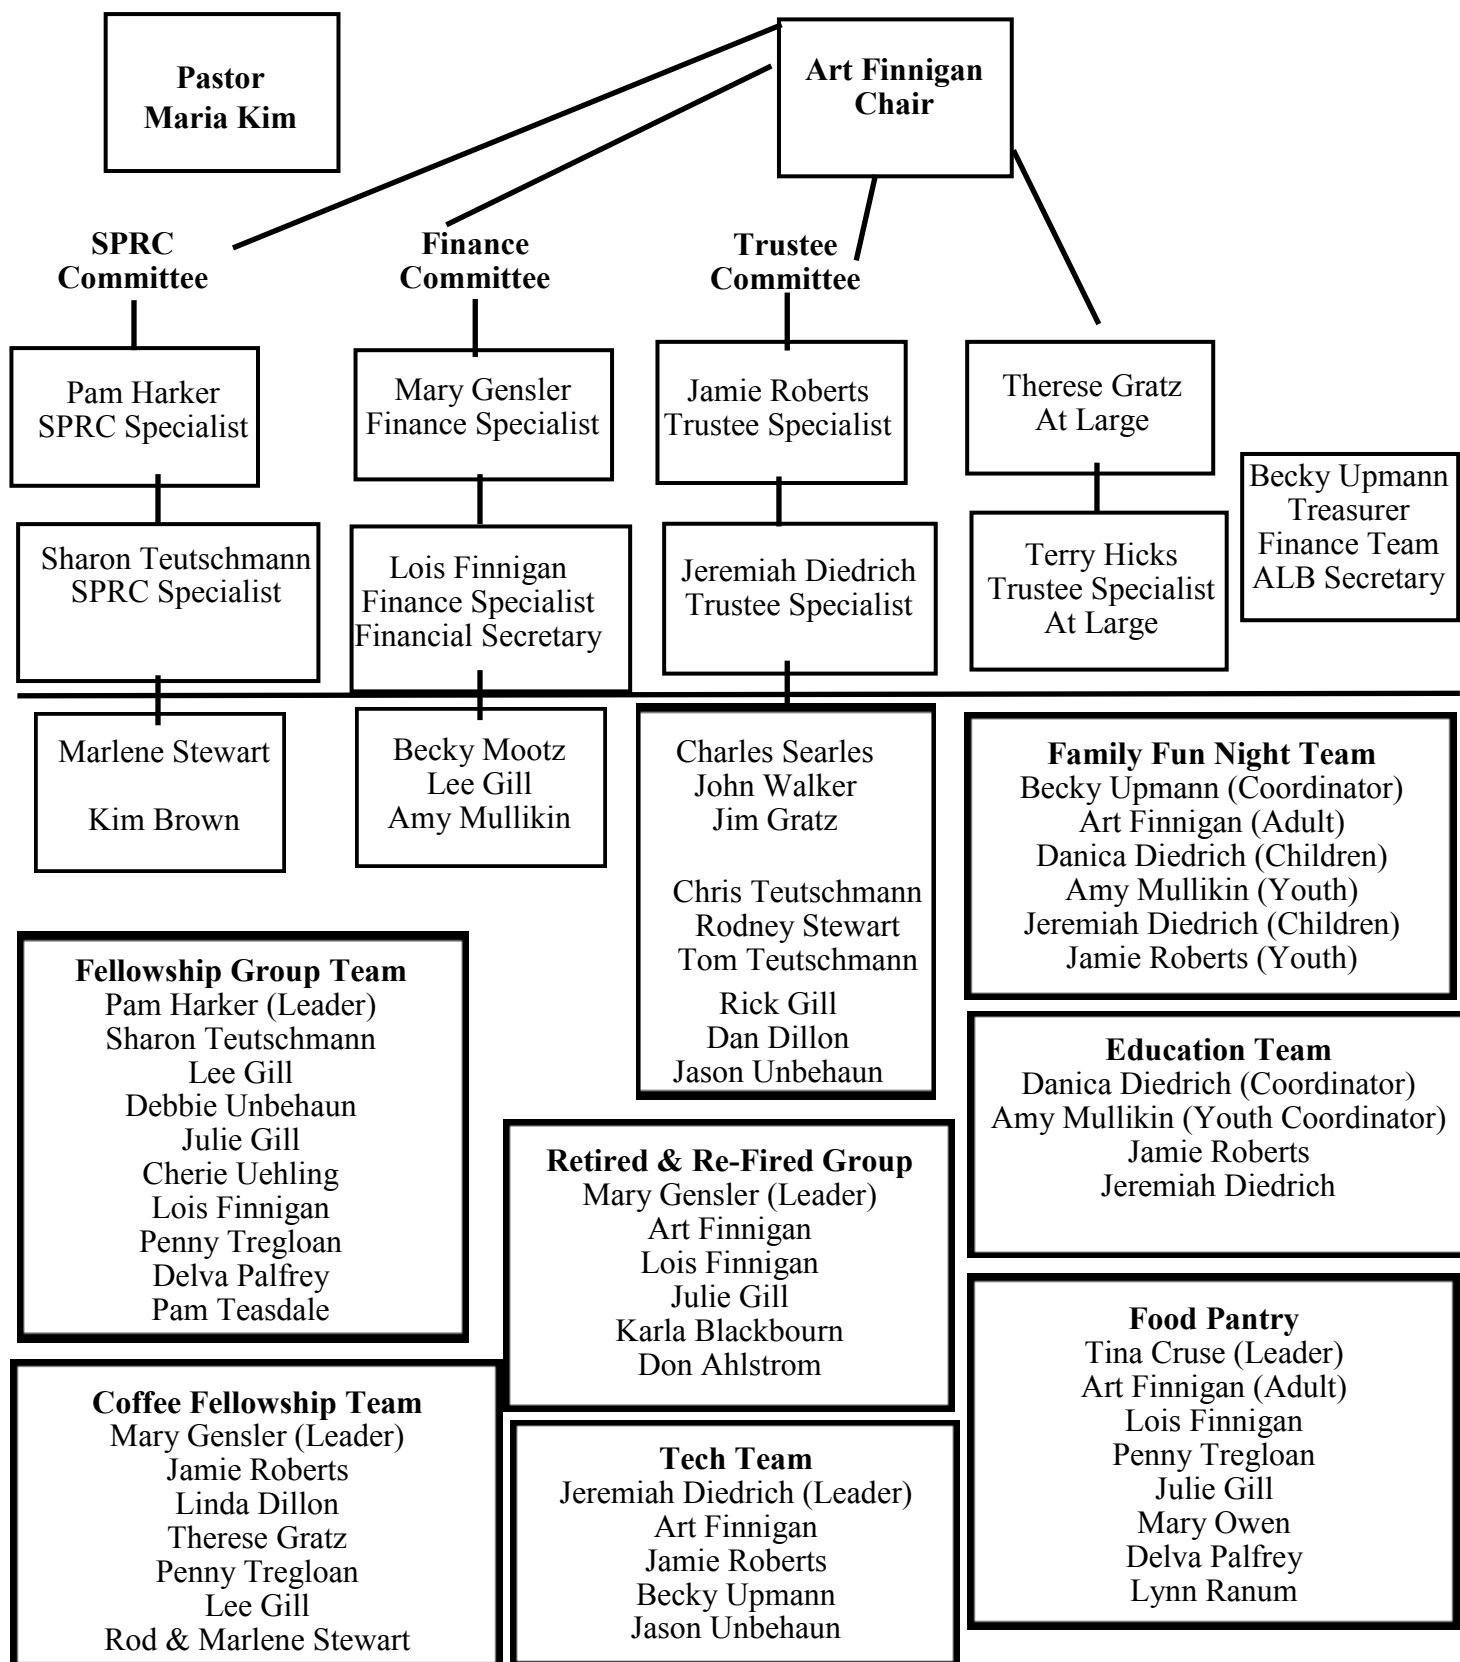 Pastor
Maria Kim
Art Finnigan
Chair
SPRC
Committee
Finance
Committee
Trustee
Committee
Pam Harker
SPRC Specialist
Mary Gensler
Finance Specialist
Jamie Roberts
Trustee Specialist
Therese Gratz
At Large
Becky Upmann
Treasurer
Finance Team
ALB Secretary
Sharon Teutschmann
SPRC Specialist
Lois Finnigan
Finance Specialist
Financial Secretary
Jeremiah Diedrich
Trustee Specialist
Terry Hicks
Trustee Specialist
At Large
Marlene Stewart
Kim Brown
Becky Mootz
Lee Gill
Amy Mullikin
Charles Searles
John Walker
Jim Gratz
Chris Teutschmann
Rodney Stewart
Tom Teutschmann
Rick Gill
Dan Dillon
Jason Unbehaun
Family Fun Night Team
Becky Upmann (Coordinator)
Art Finnigan (Adult)
Danica Diedrich (Children)
Amy Mullikin (Youth)
Jeremiah Diedrich (Children)
Jamie Roberts (Youth)
Fellowship Group Team
Pam Harker (Leader)
Sharon Teutschmann
Lee Gill
Debbie Unbehaun
Julie Gill
Cherie Uehling
Lois Finnigan
Penny Tregloan
Delva Palfrey
Pam Teasdale
Education Team
Danica Diedrich (Coordinator)
Amy Mullikin (Youth Coordinator)
Jamie Roberts
Jeremiah Diedrich
Retired & Re-Fired Group
Mary Gensler (Leader)
Art Finnigan
Lois Finnigan
Julie Gill
Karla Blackbourn
Don Ahlstrom
Food Pantry
Tina Cruse (Leader)
Art Finnigan (Adult)
Lois Finnigan
Penny Tregloan
Julie Gill
Mary Owen
Delva Palfrey
Lynn Ranum
Coffee Fellowship Team
Mary Gensler (Leader)
Jamie Roberts
Linda Dillon
Therese Gratz
Penny Tregloan
Lee Gill
Rod & Marlene Stewart
Tech Team
Jeremiah Diedrich (Leader)
Art Finnigan
Jamie Roberts
Becky Upmann
Jason Unbehaun